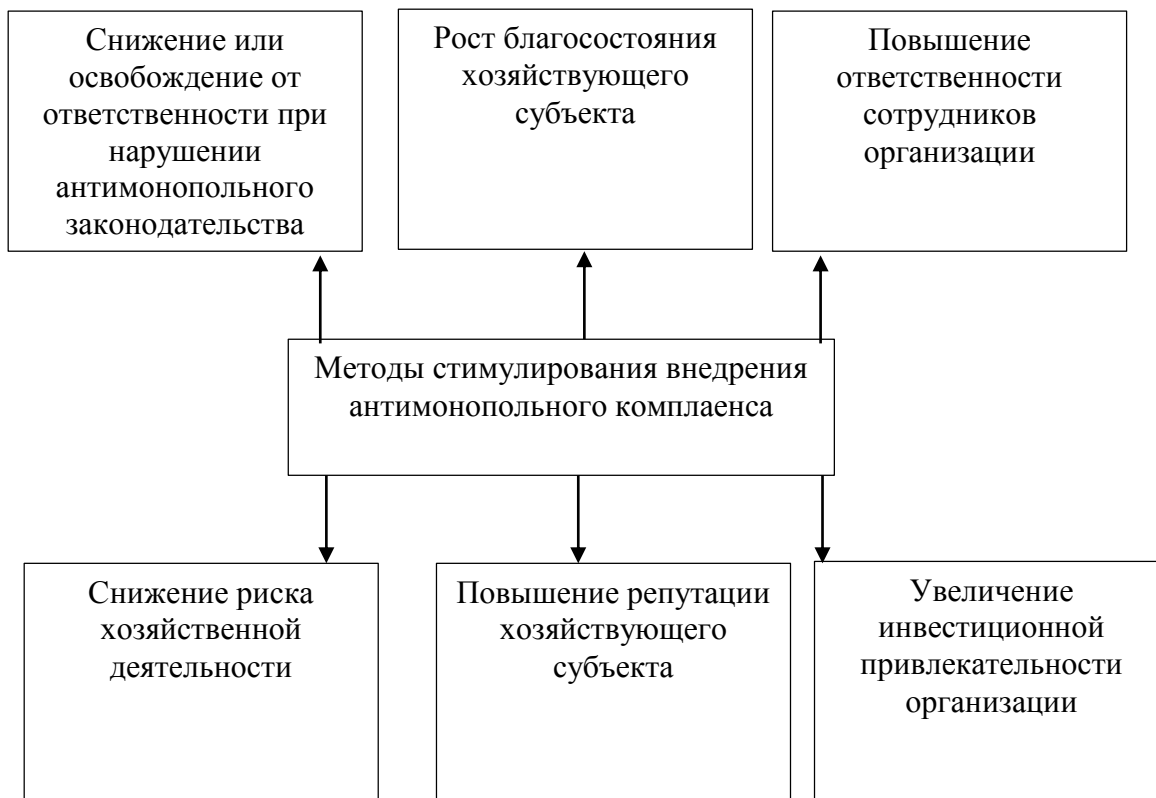 Снижение или
освобождение от
ответственности при
нарушении
антимонопольного
законодательства
Рост благосостояния
хозяйствующего
субъекта
Повышение
ответственности
сотрудников
организации
Методы стимулирования внедрения
антимонопольного комплаенса
Снижение риска
хозяйственной
деятельности
Повышение репутации
хозяйствующего
субъекта
Увеличение
инвестиционной
привлекательности
организации